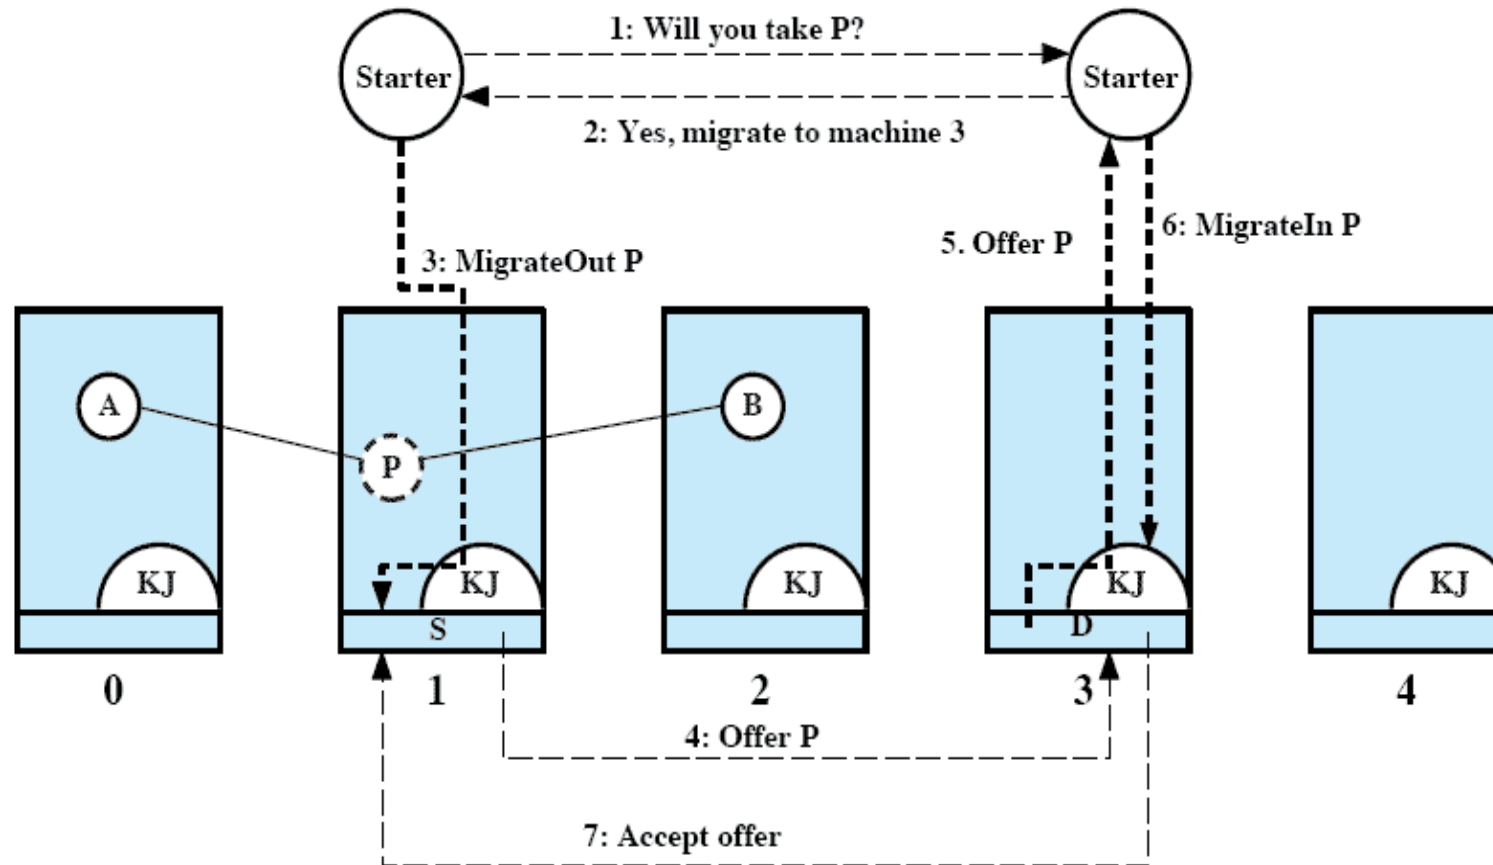 1: Will you take P?
Starter
Starter
2: Yes, migrate to machine 3
3: MigrateOut P
5. Offer P
6: MigrateIn P
A
P
B
KJ
KJ
KJ
KJ
KJ
S
D
0
1
2
3
4
4: Offer P
7: Accept offer